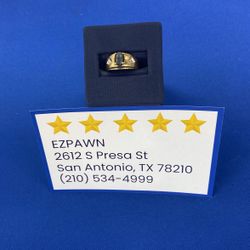 EZPAWN
2612 S Presa St
San Antonio, TX 78210
(210) 534-4999